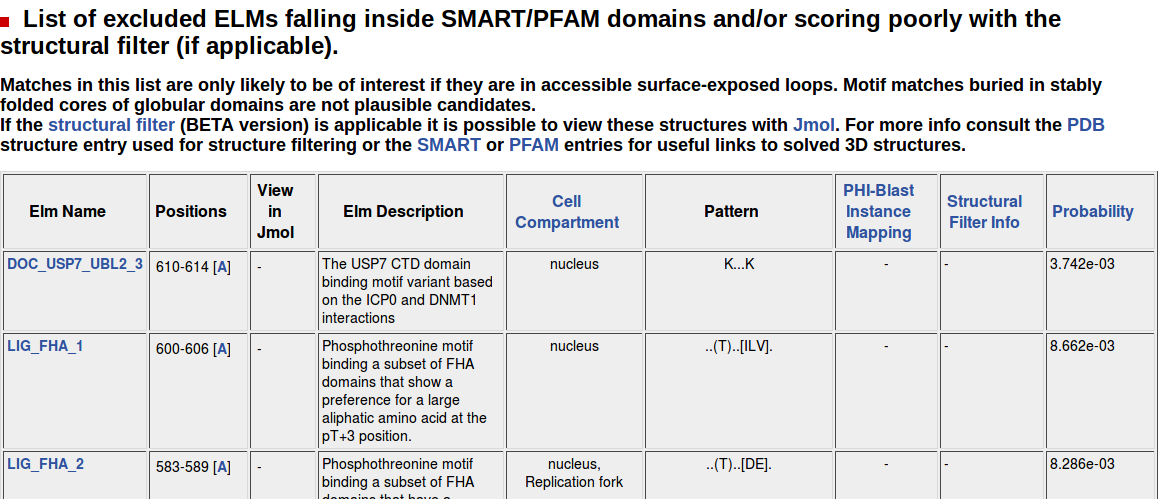 List of excluded ELMs falling inside SMART/PFAM domains and/or scoring poorly with the
structural filter (if applicable).
Matches in this list are only likely to be of interest if they are in accessible surface-exposed loops. Motif matches buried in stably
folded cores of globular domains are not plausible candidates.
If the structural filter (BETA version) is applicable it is possible to view these structures with Jmol. For more info consult the PDB
structure entry used for structure filtering or the SMART or PFAM entries for useful links to solved 3D structures.
Elm Name
Positions
View
in
Jmol
Elm Description
Cell
Compartment
Pattern
PHI-Blast
Instance
Mapping
Structural
Filter Info
Probability
DOC_USP7_UBL2_3
610-614 [A]
-
The USP7 CTD domain
binding motif variant based
on the ICP0 and DNMT1
interactions
nucleus
K...K
-
-
3.742e-03
LIG_FHA_1
600-606 [A]
-
Phosphothreonine motif
binding a subset of FHA
domains that show a
preference for a large
aliphatic amino acid at the
pT+3 position.
nucleus
..(T)..[ILV].
-
-
8.662e-03
LIG_FHA_2
583-589 [A]
-
Phosphothreonine motif
binding a subset of FHA
domains that have a
nucleus,
Replication fork
..(T)..[DE].
-
-
8.286e-03